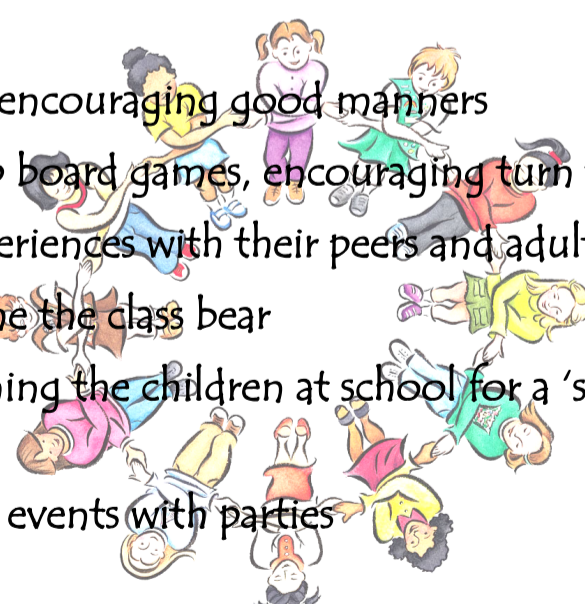 encouraging good manners
board games, encouraging turn
eriences with their peers and adul
the class bear
ing the children at school for a ‘s
events with parties